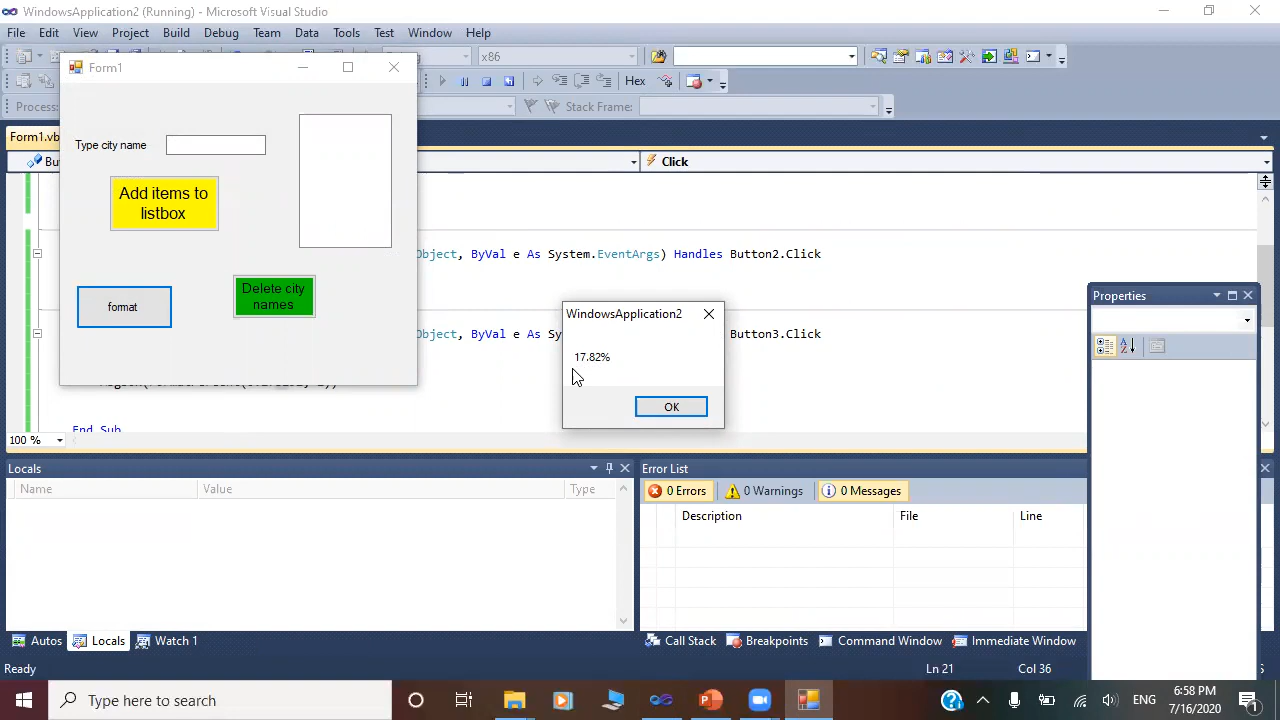 WindowsApplication2 (Running) - Microsoft Visual Studio
File Edit View Project Build Debug Team Data Tools Test Window Help
x86
Form1
Hex
Process:
Stack Frame:
Form1.vb
Type city name
Click
Add items to
listbox
Object, ByVal e As System.EventArgs) Handles Button2.Click
Delete city
names
format
Properties
WindowsApplication2
Object, ByVal e As Sy
Button3.Click
17.82%
OK
End Sub
100 %
Locals
Error List
Name Value Type
0 Errors 0 Warnings 0 Messages
Description File Line
Autos Locals Watch 1
Call Stack Breakpoints Command Window Immediate Window
Ready Ln 21 Col 36
Type here to search
ENG
6:58 PM
7/16/2020
1